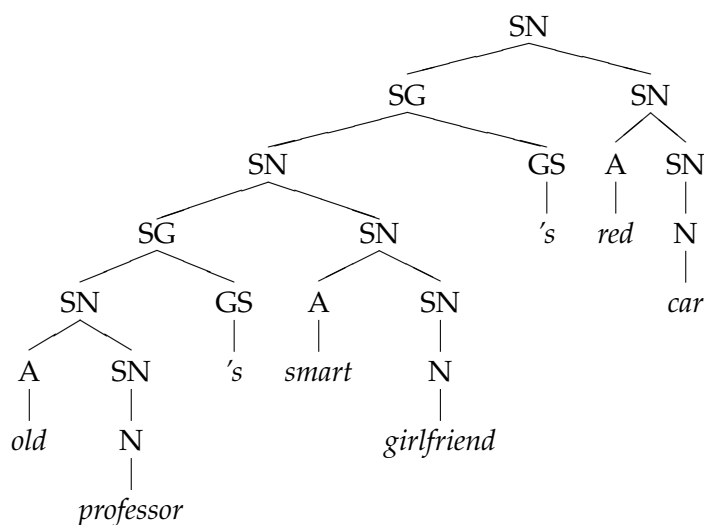 SN
SG SN
SN GS A SN
SG SN 's red N
SN GS A SN car
A SN 's smart N
old N girlfriend
professor